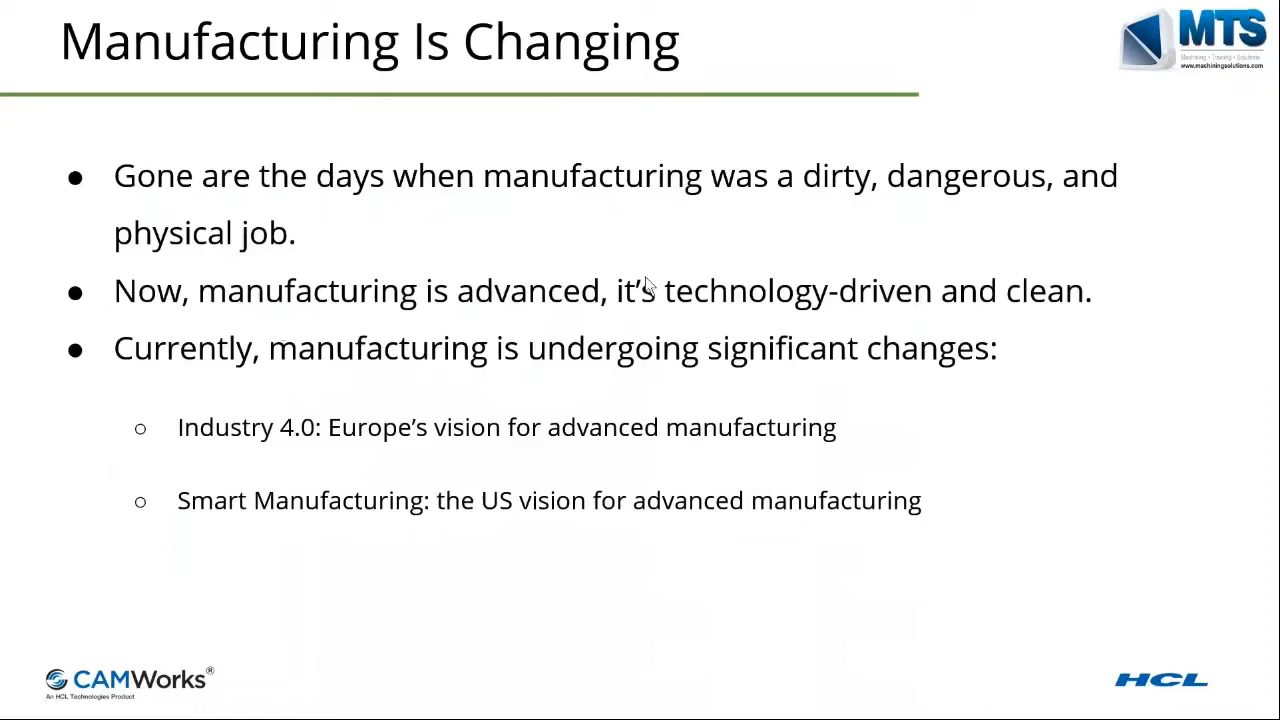 Manufacturing Is Changing
MTS
Machining • Training • Solutions
www.machiningsolutions.com
● Gone are the days when manufacturing was a dirty, dangerous, and
physical job.
● Now, manufacturing is advanced, it’s technology-driven and clean.
● Currently, manufacturing is undergoing significant changes:
○ Industry 4.0: Europe’s vision for advanced manufacturing
○ Smart Manufacturing: the US vision for advanced manufacturing
CAMWorks®
An HCL Technologies Product
HCL